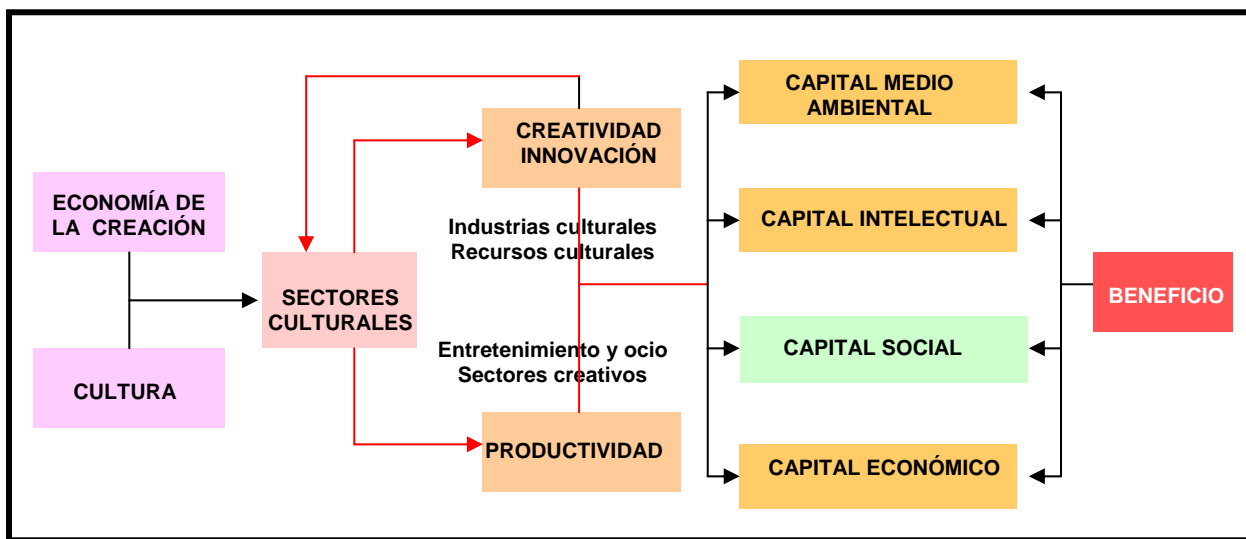 ECONOMÍA DE
LA CREACIÓN
CULTURA
SECTORES
CULTURALES
CREATIVIDAD
INNOVACIÓN
Industrias culturales
Recursos culturales
Entretenimiento y ocio
Sectores creativos
PRODUCTIVIDAD
CAPITAL MEDIO
AMBIENTAL
CAPITAL INTELECTUAL
CAPITAL SOCIAL
CAPITAL ECONÓMICO
BENEFICIO